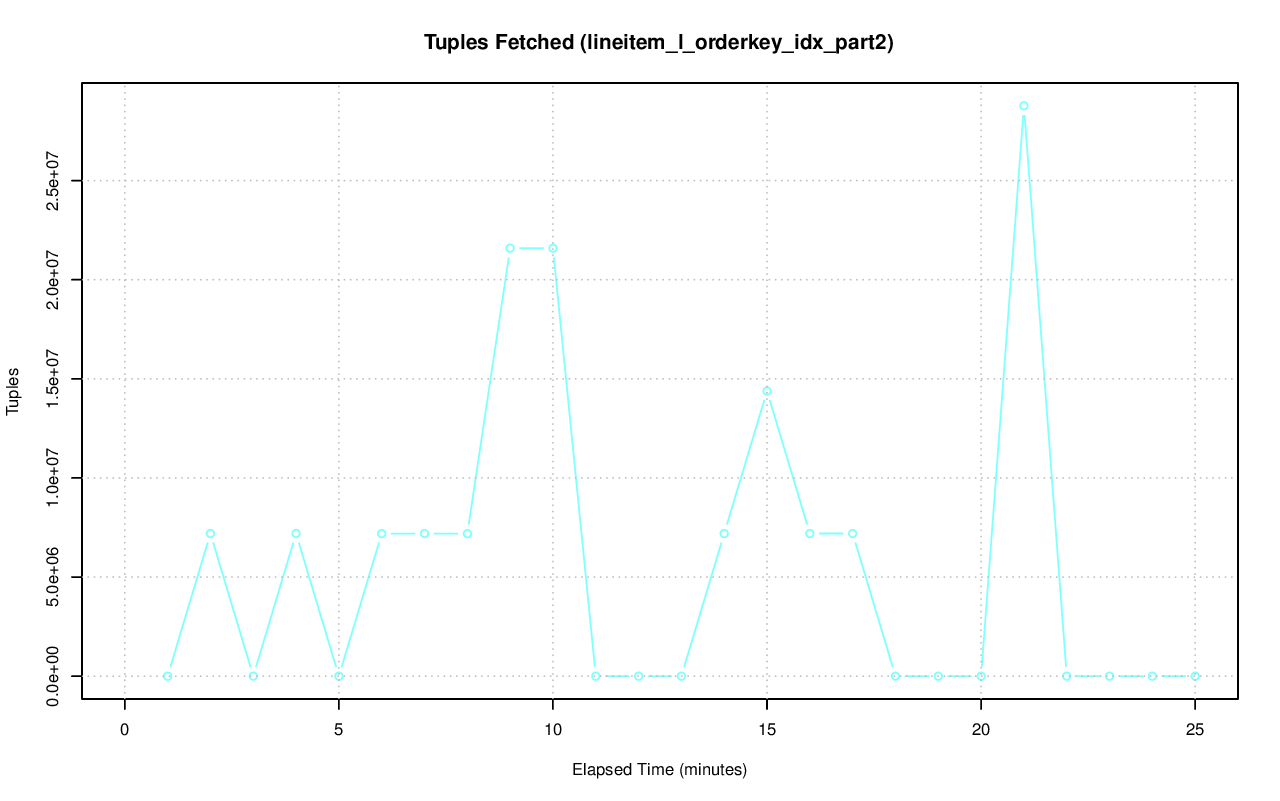 Tuples Fetched (lineitem_l_orderkey_idx_part2)
Tuples
2.5e+07
2.0e+07
1.5e+07
1.0e+07
5.0e+06
0.0e+00
0 5 10 15 20 25
Elapsed Time (minutes)